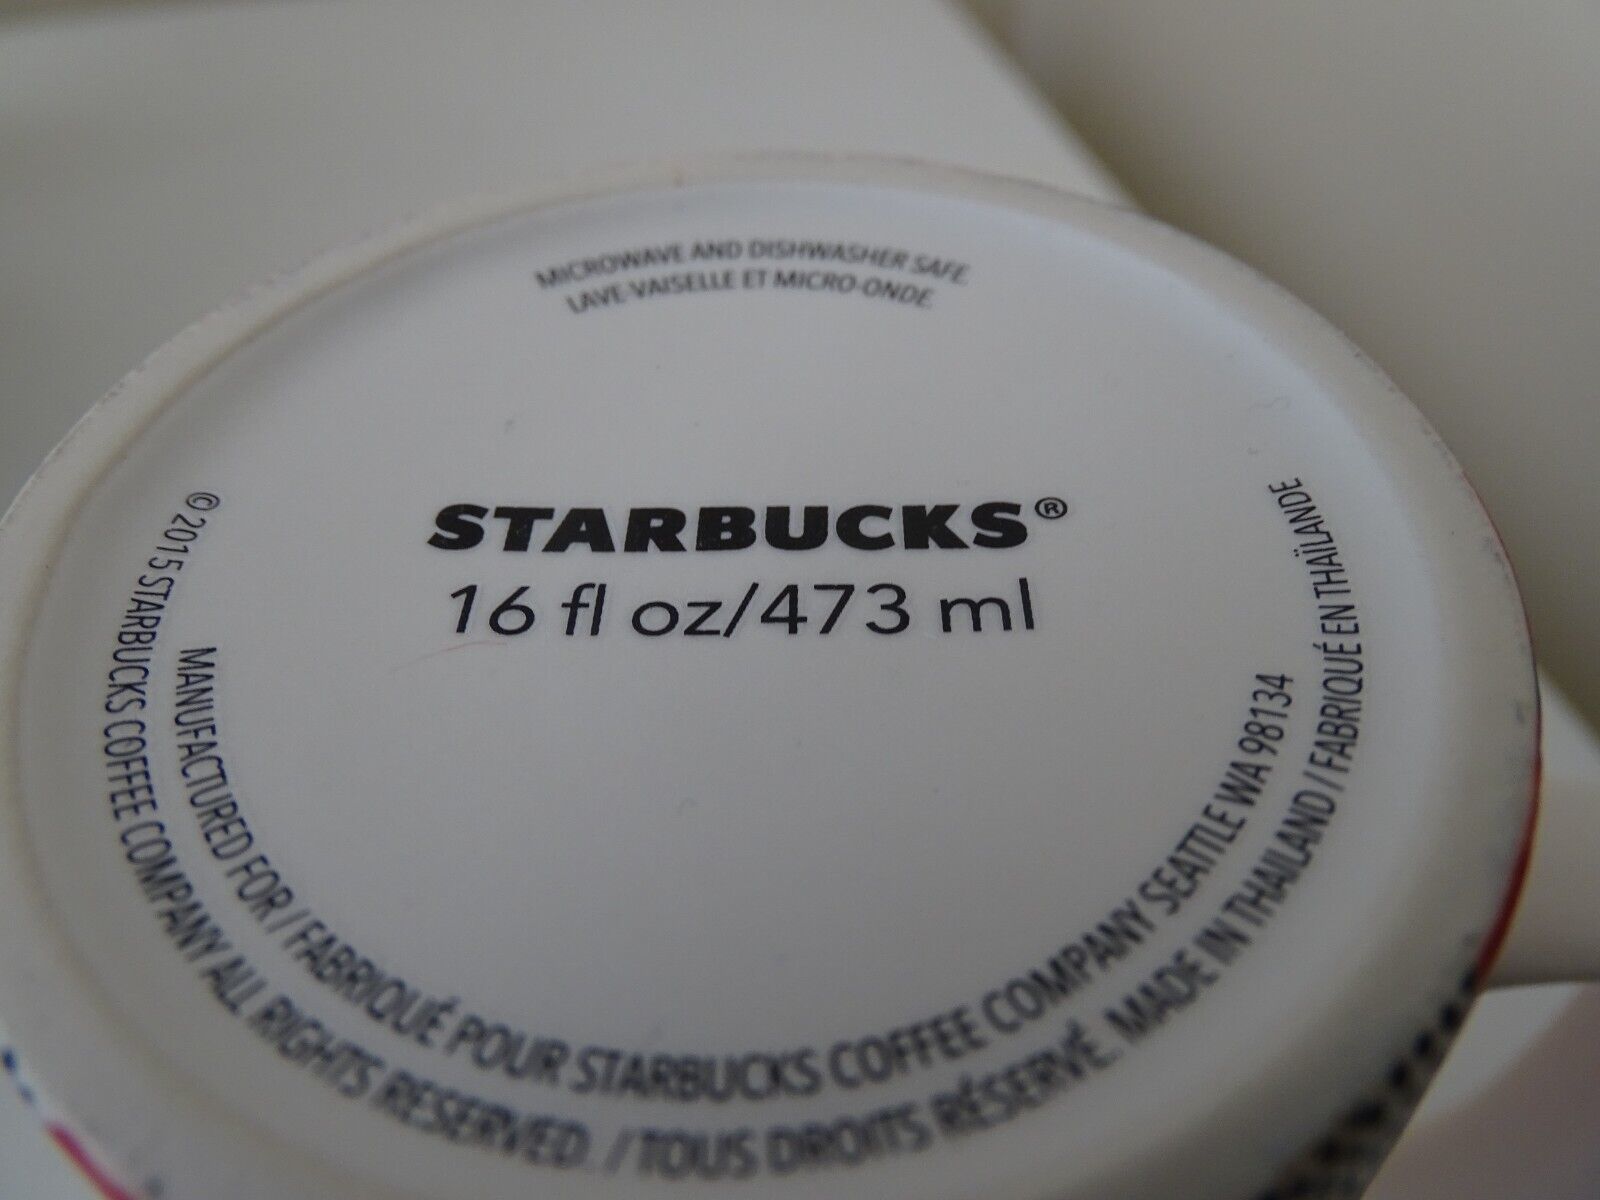 MICROWAVE AND DISHWASHER SAFE.
LAVE-VAISELLE ET MICRO-ONDE.
STARBUCKS®
16 fl oz/473 ml
MANUFACTURED FOR / FABRIQUÉ POUR STARBUCKS COFFEE COMPANY SEATTLE WA 98134
© 2015 STARBUCKS COFFEE COMPANY ALL RIGHTS RESERVED. / TOUS DROITS RÉSERVÉ. MADE IN THAILAND / FABRIQUÉ EN THAÏLANDE